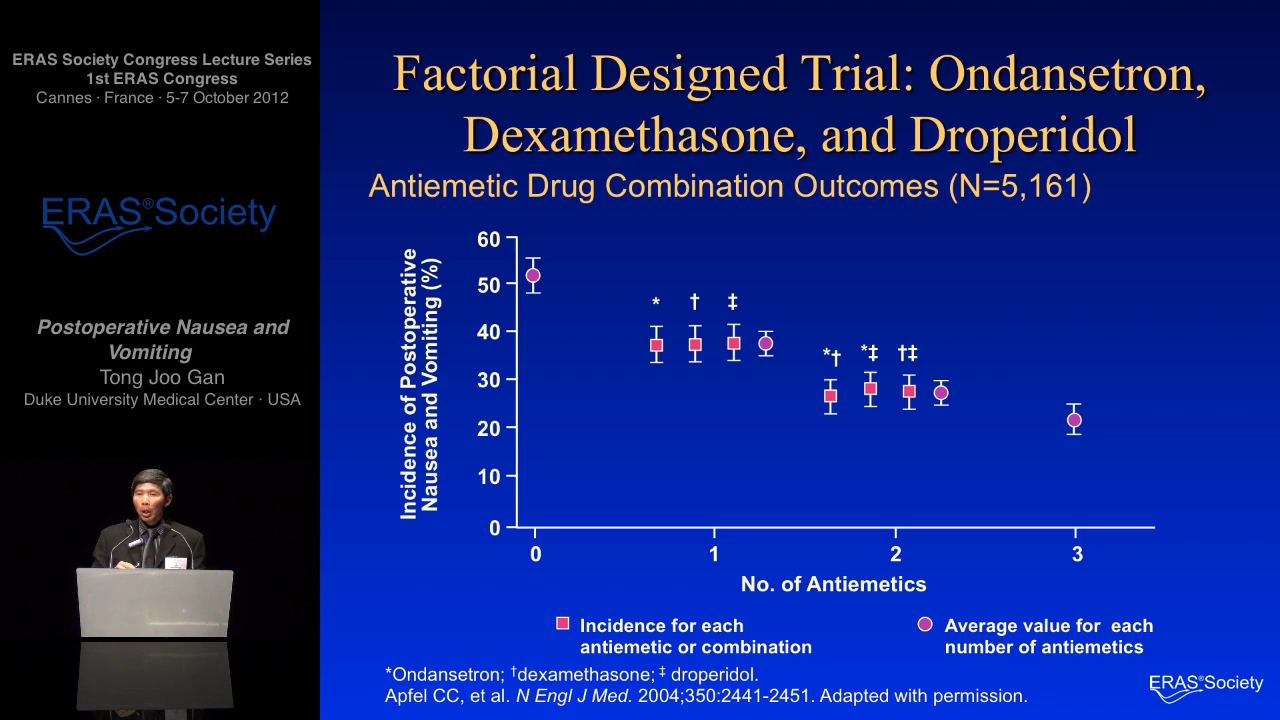 ERAS Society Congress Lecture Series
1st ERAS Congress
Cannes · France · 5-7 October 2012
ERAS®Society
Postoperative Nausea and
Vomiting
Tong Joo Gan
Duke University Medical Center · USA
Factorial Designed Trial: Ondansetron,
Dexamethasone, and Droperidol
Antiemetic Drug Combination Outcomes (N=5,161)
Incidence of Postoperative
Nausea and Vomiting (%)
60
50
40
30
20
10
0
* † ‡
*† *‡ †‡
0 1 2 3
No. of Antiemetics
Incidence for each
antiemetic or combination
Average value for each
number of antiemetics
*Ondansetron; †dexamethasone; ‡ droperidol.
Apfel CC, et al. N Engl J Med. 2004;350:2441-2451. Adapted with permission.
ERAS®Society